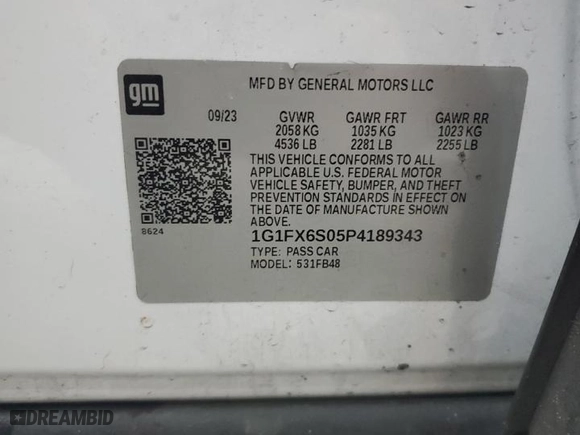 gm
MFD BY GENERAL MOTORS LLC
09/23 GVWR GAWR FRT GAWR RR
2058 KG 1035 KG 1023 KG
4536 LB 2281 LB 2255 LB
THIS VEHICLE CONFORMS TO ALL
APPLICABLE U.S. FEDERAL MOTOR
VEHICLE SAFETY, BUMPER, AND THEFT
PREVENTION STANDARDS IN EFFECT
ON THE DATE OF MANUFACTURE SHOWN
ABOVE.
8624
1G1FX6S05P4189343
TYPE: PASS CAR
MODEL: 531FB48
DREAMBID